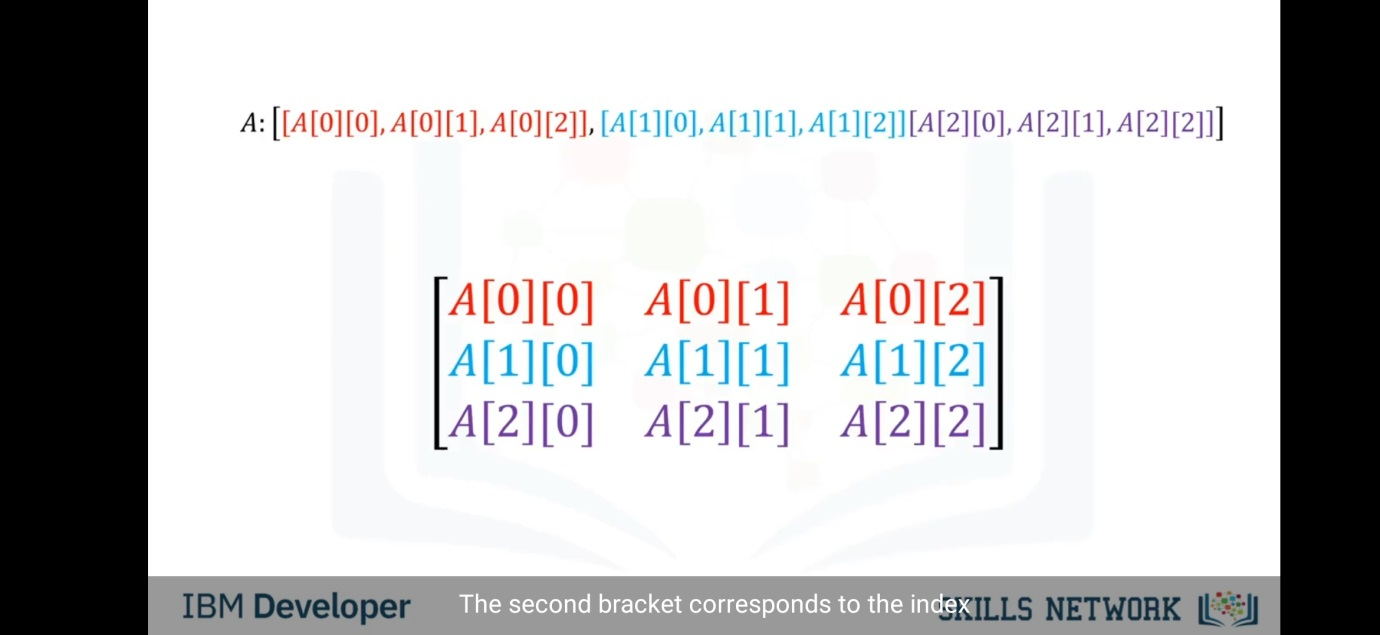 A: [[A[0][0], A[0][1], A[0][2]], [A[1][0], A[1][1], A[1][2]][A[2][0], A[2][1], A[2][2]]]
A[0][0] A[0][1] A[0][2]
A[1][0] A[1][1] A[1][2]
A[2][0] A[2][1] A[2][2]
IBM Developer
The second bracket corresponds to the index
SKILLS NETWORK